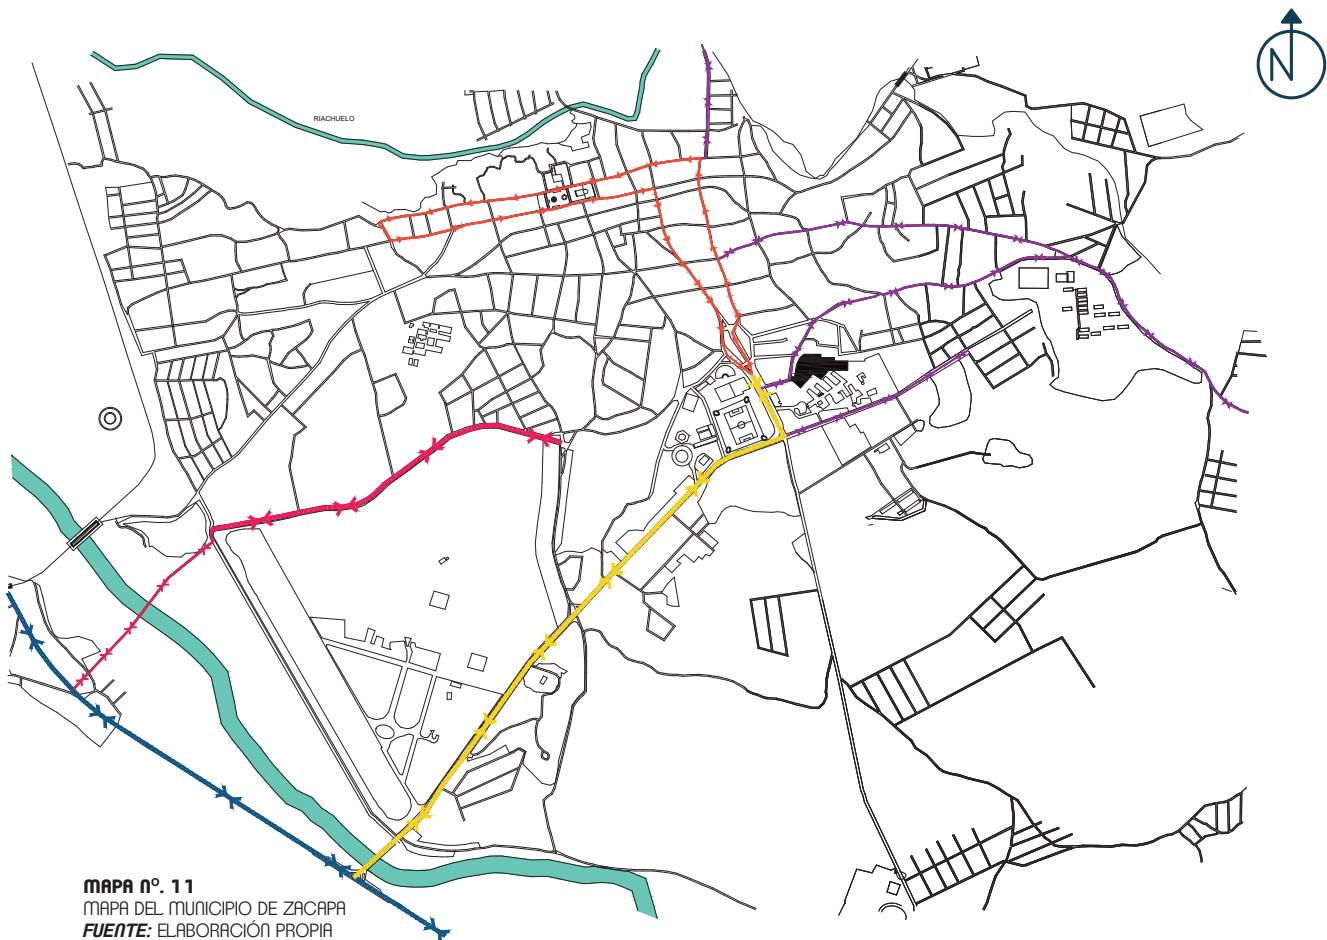 N
RIACHUELO
MAPA Nº. 11
MAPA DEL MUNICIPIO DE ZACAPA
FUENTE: ELABORACIÓN PROPIA